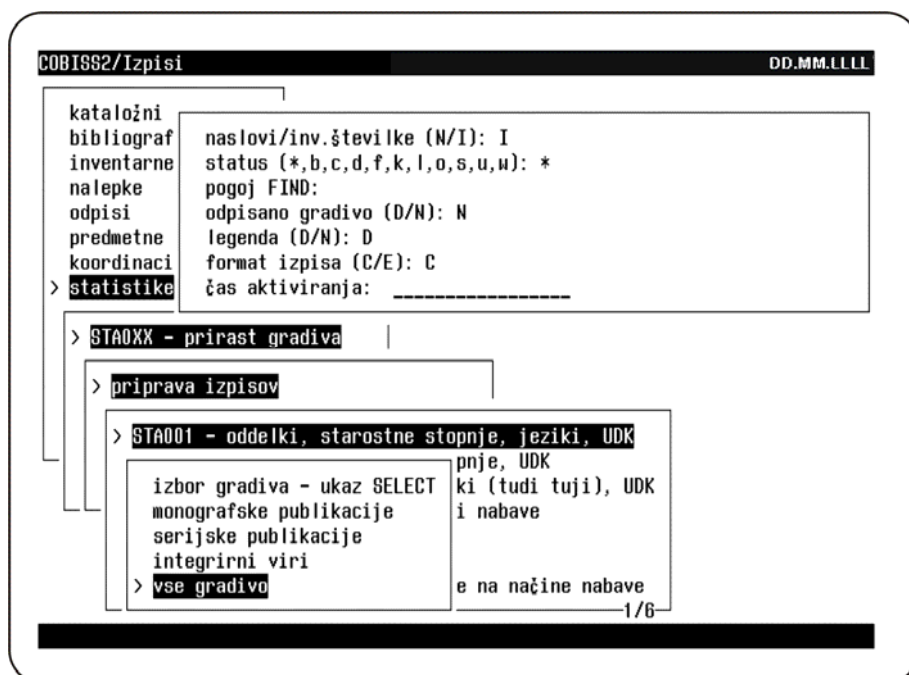 COBISS2/Izpisi DD.MM.LLLL
kataložni
bibliograf
inventarne
nalepke
odpisi
predmetne
koordinaci
> statistike
naslovi/inv.številke (N/I): I
status (*,b,c,d,f,k,l,o,s,u,w): *
pogoj FIND:
odpisano gradivo (D/N): N
legenda (D/N): D
format izpisa (C/E): C
čas aktiviranja: _________________
> STA0XX - prirast gradiva
> priprava izpisov
> STA001 - oddelki, starostne stopnje, jeziki, UDK
pnje, UDK
ki (tudi tuji), UDK
i nabave
e na načine nabave
1/6
izbor gradiva - ukaz SELECT
monografske publikacije
serijske publikacije
integrirni viri
> vse gradivo